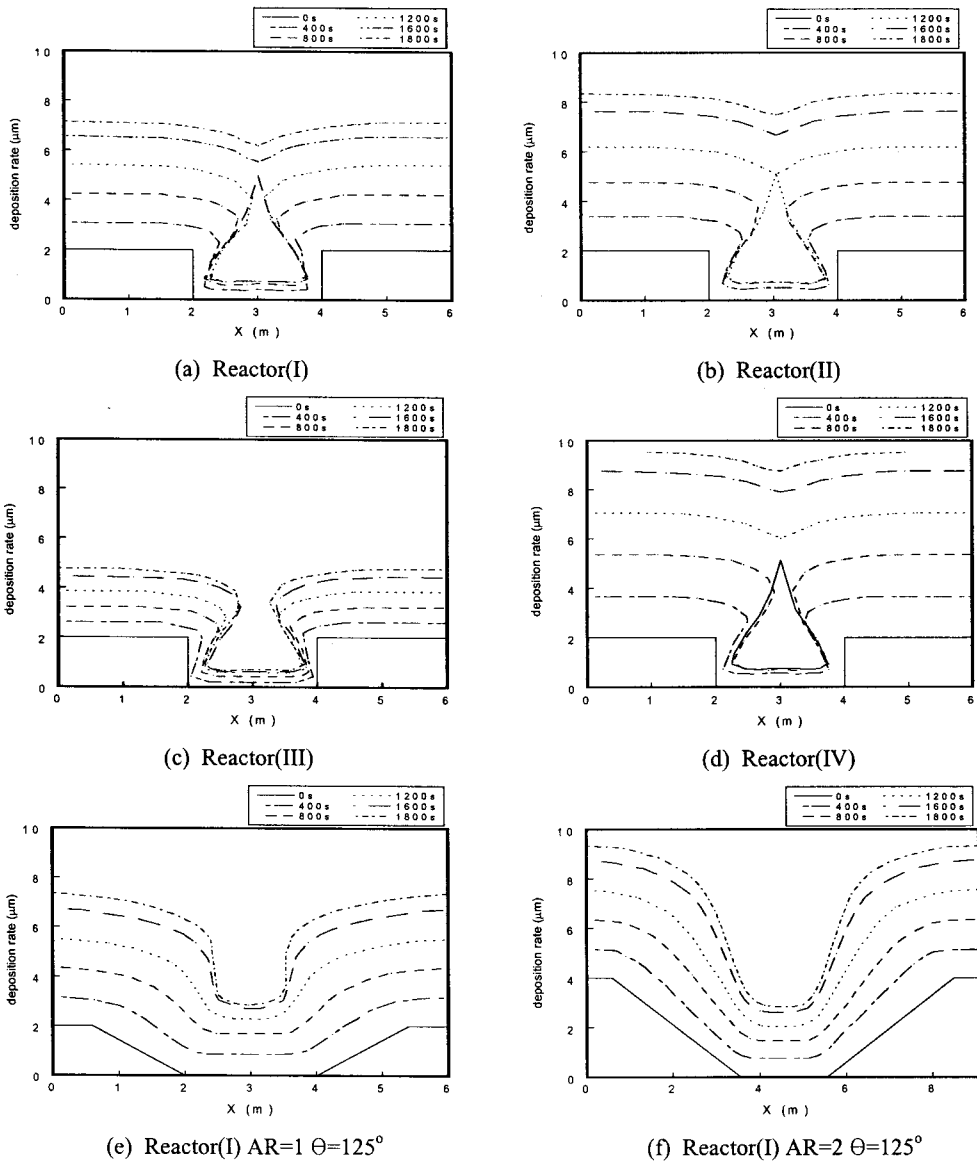 0s 1200s
400s 1600s
800s 1800s
0s 1200s
400s 1600s
800s 1800s
10
8
6
4
2
0
deposition rate (μm)
0 1 2 3 4 5 6
X (m)
(a) Reactor(I)
10
8
6
4
2
0
deposition rate (μm)
0 1 2 3 4 5 6
X (m)
(b) Reactor(II)
0s 1200s
400s 1600s
800s 1800s
0s 1200s
400s 1600s
800s 1800s
10
8
6
4
2
0
deposition rate (μm)
0 1 2 3 4 5 6
X (m)
(c) Reactor(III)
10
8
6
4
2
0
deposition rate (μm)
0 1 2 3 4 5 6
X (m)
(d) Reactor(IV)
0s 1200s
400s 1600s
800s 1800s
0s 1200s
400s 1600s
800s 1800s
10
8
6
4
2
0
deposition rate (μm)
0 1 2 3 4 5 6
X (m)
(e) Reactor(I) AR=1 Θ=125°
10
8
6
4
2
0
deposition rate (μm)
0 2 4 6 8
X (m)
(f) Reactor(I) AR=2 Θ=125°